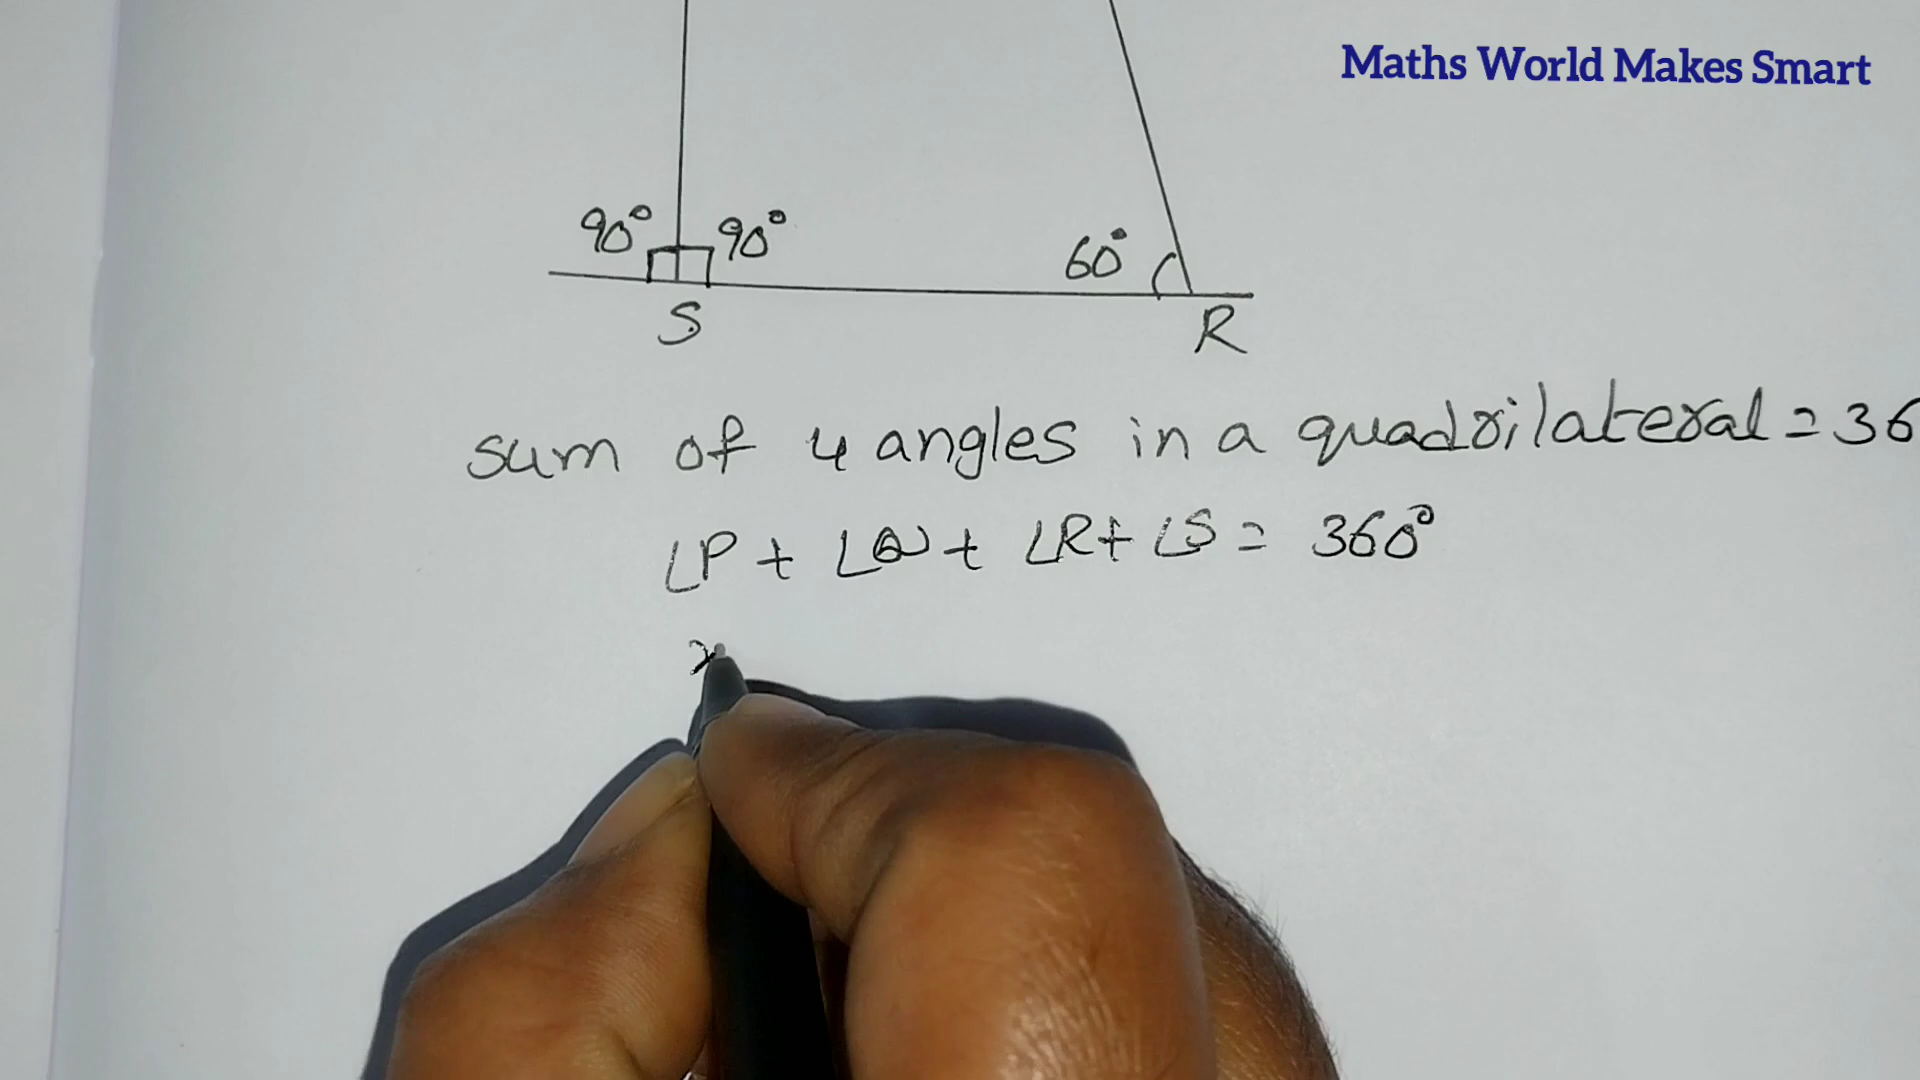 Maths World Makes Smart
90° 90° 60°
S R
sum of 4 angles in a quadrilateral = 36
∠P + ∠Q + ∠R + ∠S = 360°
x